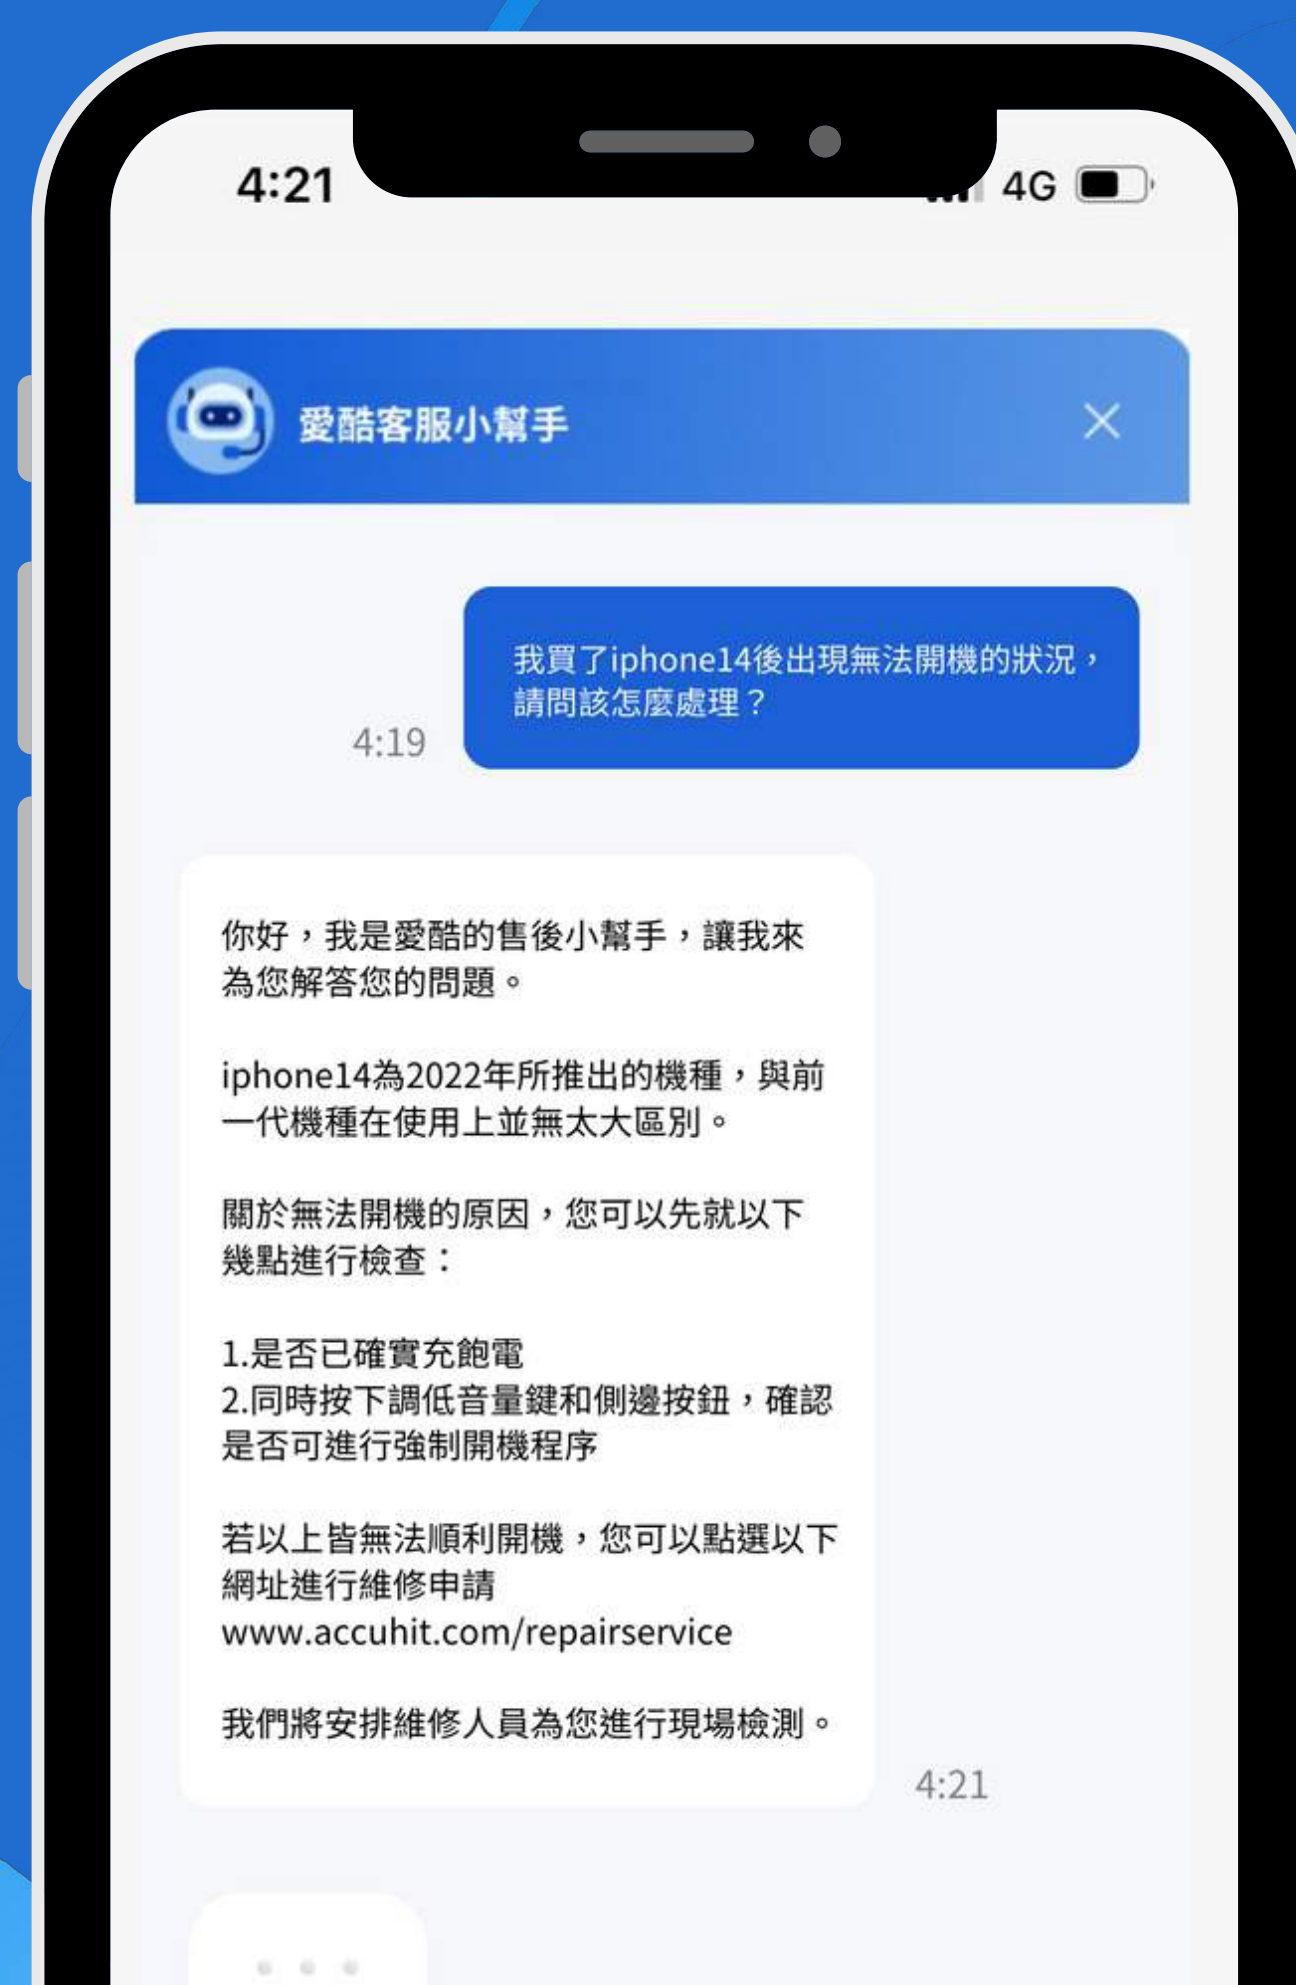 4:21
4G
愛酷客服小幫手
我買了iphone14後出現無法開機的狀況，
請問該怎麼處理？
4:19
你好，我是愛酷的售後小幫手，讓我來
為您解答您的問題。
iphone14為2022年所推出的機種，與前
一代機種在使用上並無太大區別。
關於無法開機的原因，您可以先就以下
幾點進行檢查：
1.是否已確實充飽電
2.同時按下調低音量鍵和側邊按鈕，確認
是否可進行強制開機程序
若以上皆無法順利開機，您可以點選以下
網址進行維修申請
www.accuhit.com/repairservice
我們將安排維修人員為您進行現場檢測。
4:21